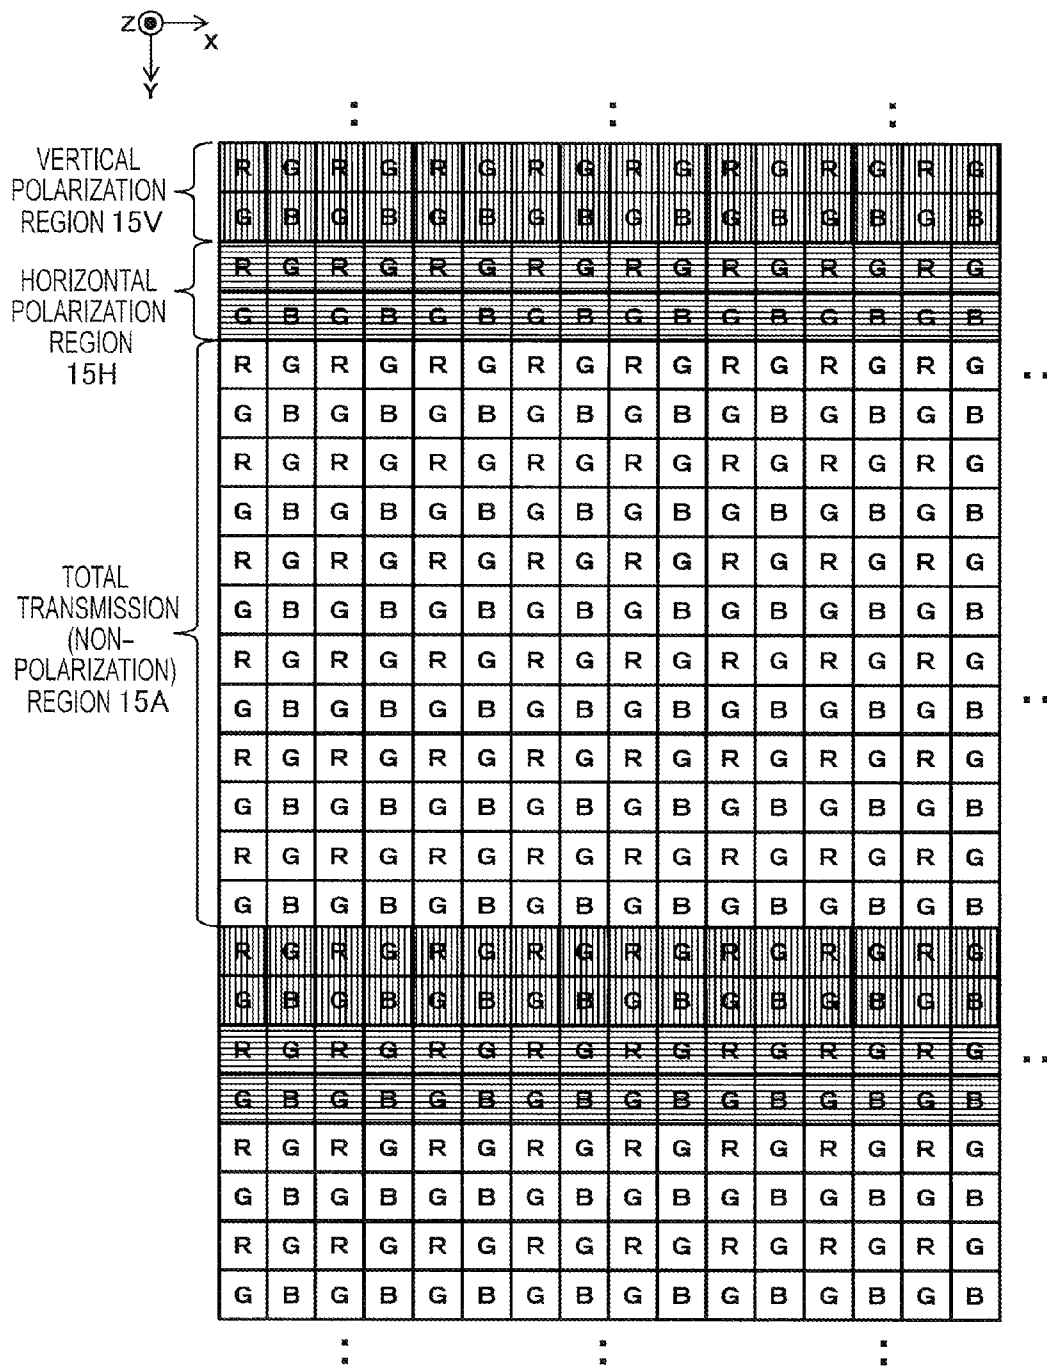 Z
X
Y
VERTICAL
POLARIZATION
REGION 15V
HORIZONTAL
POLARIZATION
REGION
15H
TOTAL
TRANSMISSION
(NON-
POLARIZATION)
REGION 15A
R G R G R G R G R G R G R G R G
G B G B G B G B G B G B G B G B
R G R G R G R G R G R G R G R G
G B G B G B G B G B G B G B G B
R G R G R G R G R G R G R G R G
G B G B G B G B G B G B G B G B
R G R G R G R G R G R G R G R G
G B G B G B G B G B G B G B G B
R G R G R G R G R G R G R G R G
G B G B G B G B G B G B G B G B
R G R G R G R G R G R G R G R G
G B G B G B G B G B G B G B G B
R G R G R G R G R G R G R G R G
G B G B G B G B G B G B G B G B
R G R G R G R G R G R G R G R G
G B G B G B G B G B G B G B G B
R G R G R G R G R G R G R G R G
G B G B G B G B G B G B G B G B
R G R G R G R G R G R G R G R G
G B G B G B G B G B G B G B G B
R G R G R G R G R G R G R G R G
G B G B G B G B G B G B G B G B
R G R G R G R G R G R G R G R G
G B G B G B G B G B G B G B G B